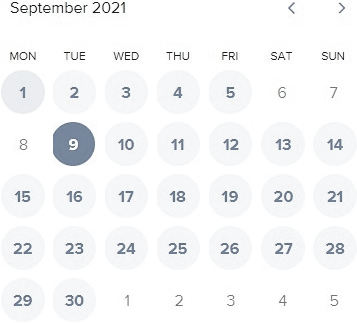 September 2021
MON TUE WED THU FRI SAT SUN
1 2 3 4 5 6 7
8 9 10 11 12 13 14
15 16 17 18 19 20 21
22 23 24 25 26 27 28
29 30 1 2 3 4 5